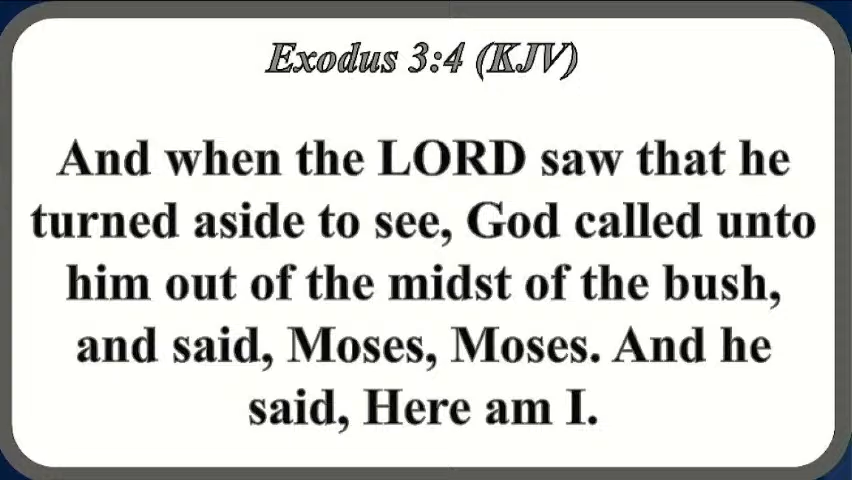 Exodus 3:4 (KJV)
And when the LORD saw that he
turned aside to see, God called unto
him out of the midst of the bush,
and said, Moses, Moses. And he
said, Here am I.